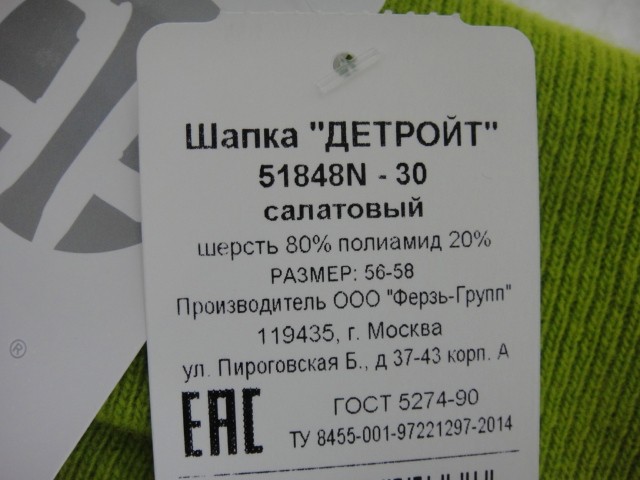 Шапка "ДЕТРОЙТ"
51848N - 30
салатовый
шерсть 80% полиамид 20%
РАЗМЕР: 56-58
Производитель ООО "Ферзь-Групп"
119435, г. Москва
ул. Пироговская Б., д 37-43 корп. А
EAC
ГОСТ 5274-90
ТУ 8455-001-97221297-2014
®